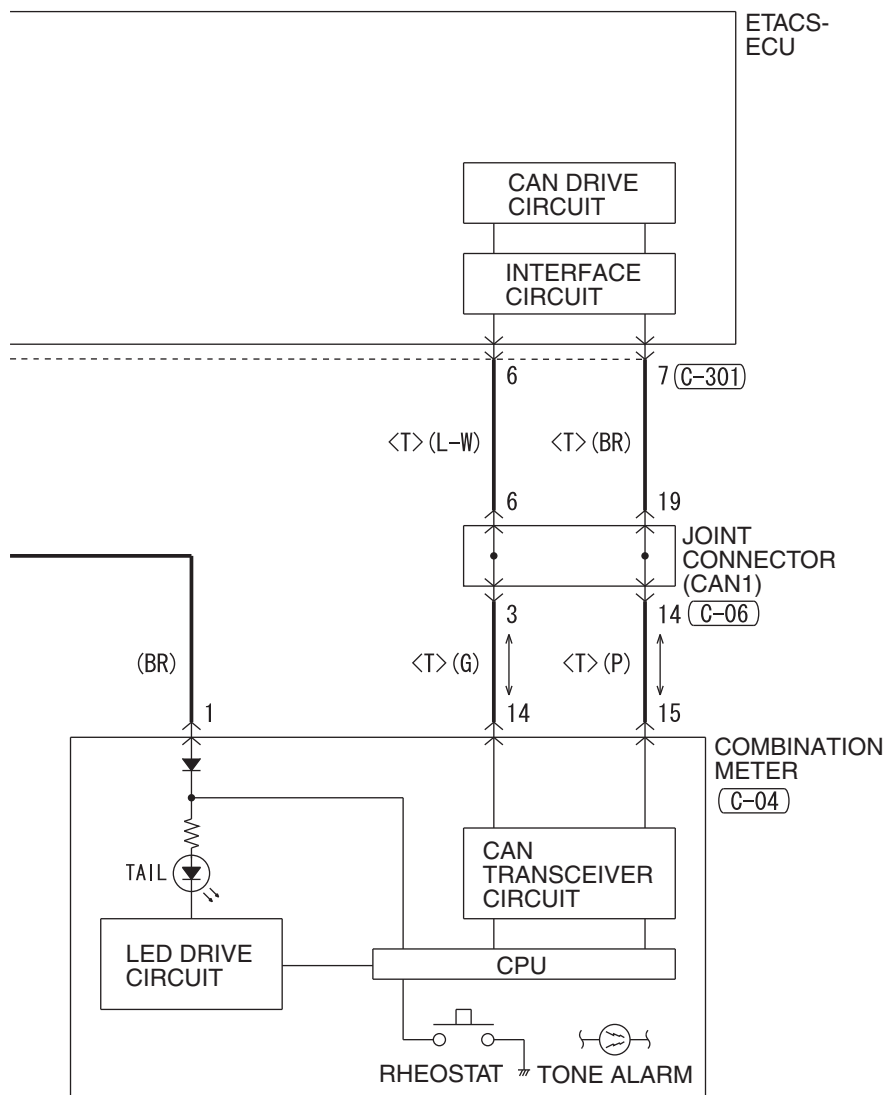 ETACS-
ECU
CAN DRIVE
CIRCUIT
INTERFACE
CIRCUIT
6
7 (C-301)
<T>(L-W)
<T>(BR)
6
19
JOINT
CONNECTOR
(CAN1)
3
14 (C-06)
(BR)
<T>(G)
<T>(P)
1
14
15
COMBINATION
METER
(C-04)
CAN
TRANSCEIVER
CIRCUIT
TAIL
LED DRIVE
CIRCUIT
CPU
RHEOSTAT
TONE ALARM